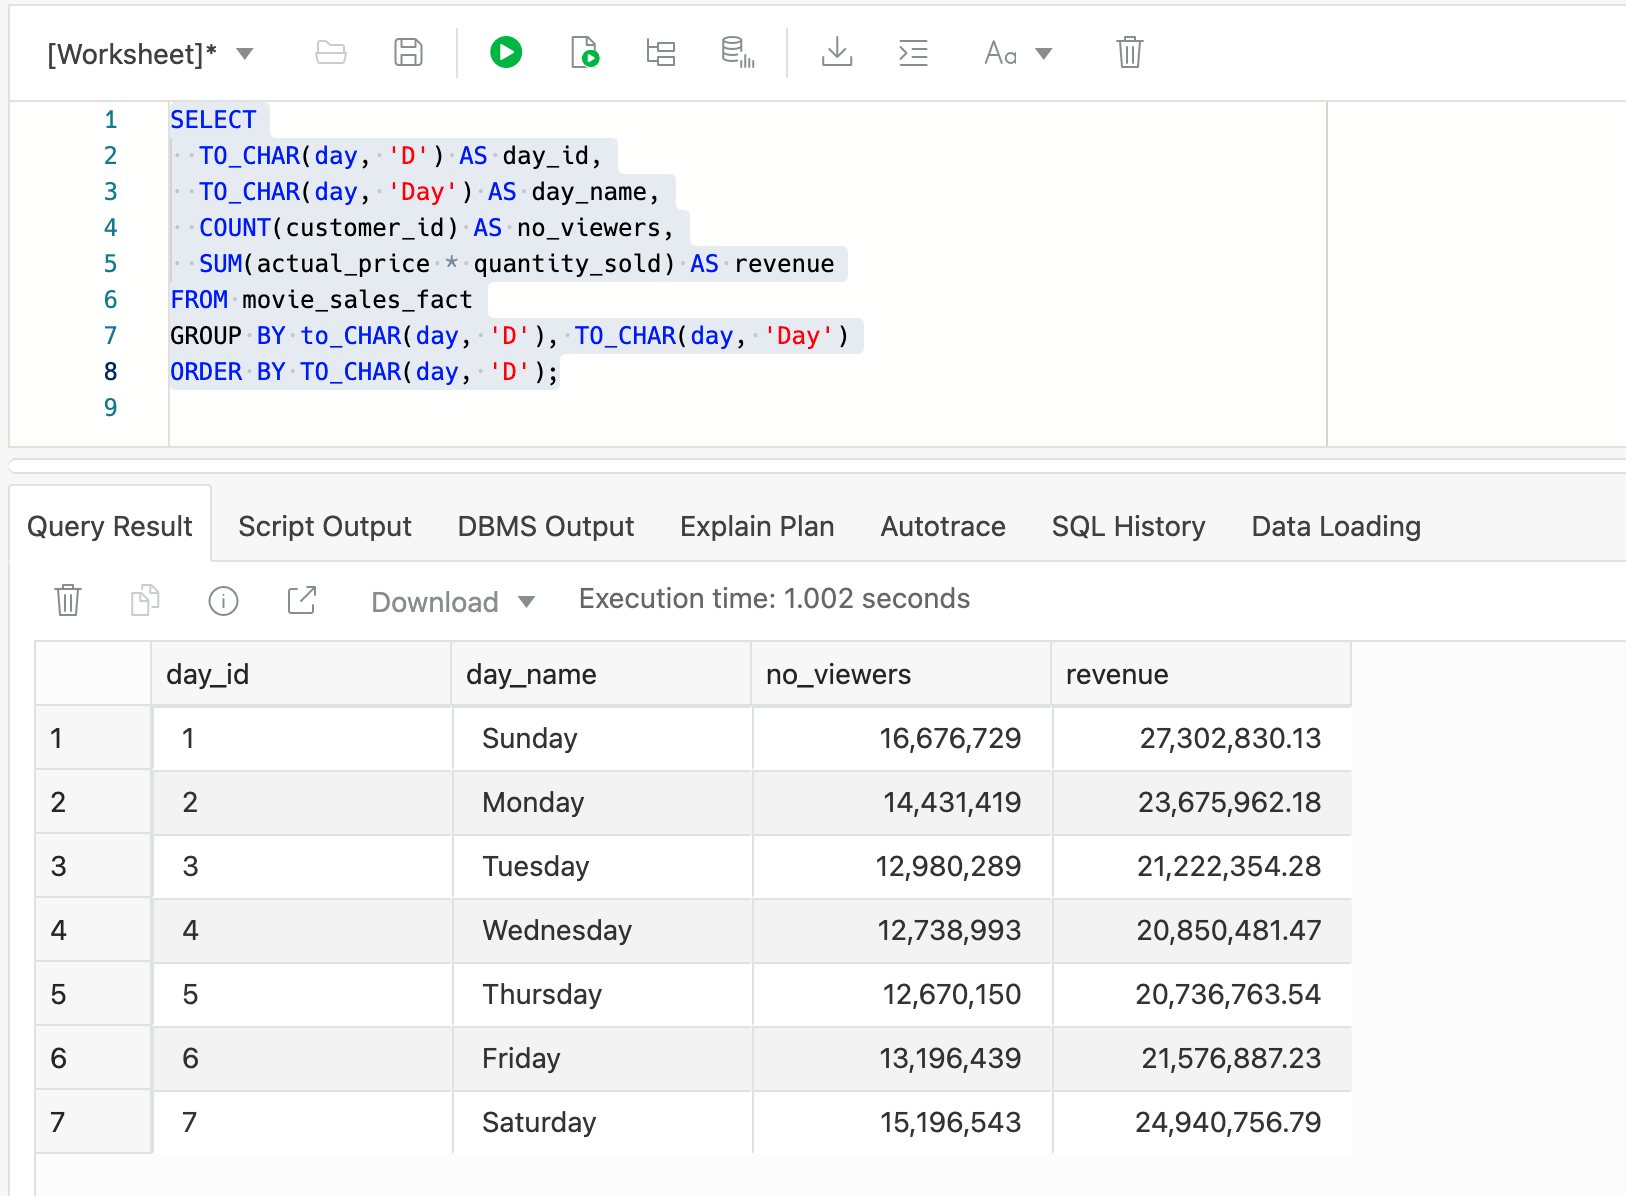 [Worksheet]*
Aa
1 SELECT
2 TO_CHAR(day, 'D') AS day_id,
3 TO_CHAR(day, 'Day') AS day_name,
4 COUNT(customer_id) AS no_viewers,
5 SUM(actual_price * quantity_sold) AS revenue
6 FROM movie_sales_fact
7 GROUP BY to_CHAR(day, 'D'), TO_CHAR(day, 'Day')
8 ORDER BY TO_CHAR(day, 'D');
9
Query Result Script Output DBMS Output Explain Plan Autotrace SQL History Data Loading
Download Execution time: 1.002 seconds
day_id day_name no_viewers revenue
1 1 Sunday 16,676,729 27,302,830.13
2 2 Monday 14,431,419 23,675,962.18
3 3 Tuesday 12,980,289 21,222,354.28
4 4 Wednesday 12,738,993 20,850,481.47
5 5 Thursday 12,670,150 20,736,763.54
6 6 Friday 13,196,439 21,576,887.23
7 7 Saturday 15,196,543 24,940,756.79